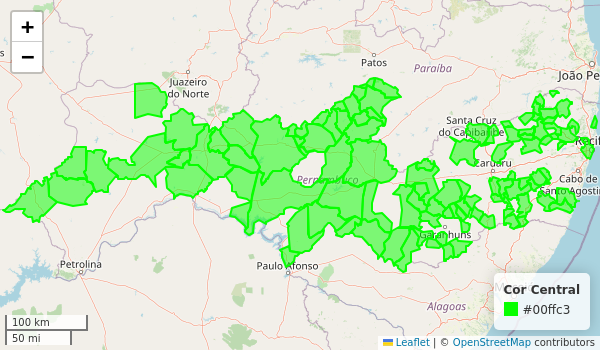 +
−
Patos
Paraíba
João Pe
Juazeiro
do Norte
Santa Cruz
do Capibaribe
Recif
Caruaru
Pernambuco
Cabo de
Santo Agostin
Garanhuns
Petrolina
Paulo Afonso
Alagoas
Cor Central
#00ffc3
100 km
50 mi
Leaflet | © OpenStreetMap contributors